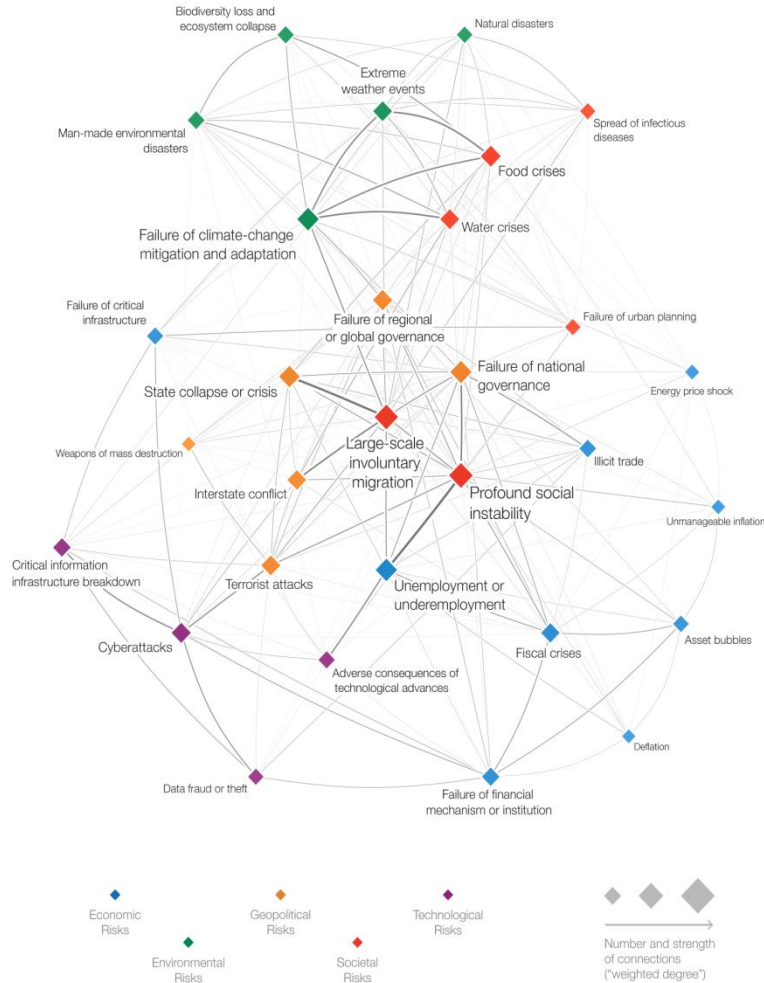 Biodiversity loss and
ecosystem collapse
Natural disasters
Extreme
weather events
Man-made environmental
disasters
Spread of infectious
diseases
Food crises
Failure of climate-change
mitigation and adaptation
Water crises
Failure of critical
infrastructure
Failure of regional
or global governance
Failure of urban planning
State collapse or crisis
Failure of national
governance
Energy price shock
Weapons of mass destruction
Large-scale
involuntary
migration
Illicit trade
Interstate conflict
Profound social
instability
Unmanageable inflation
Critical information
infrastructure breakdown
Terrorist attacks
Unemployment or
underemployment
Cyberattacks
Adverse consequences of
technological advances
Fiscal crises
Asset bubbles
Deflation
Data fraud or theft
Failure of financial
mechanism or institution
Economic
Risks
Geopolitical
Risks
Technological
Risks
Environmental
Risks
Societal
Risks
Number and strength
of connections
("weighted degree")